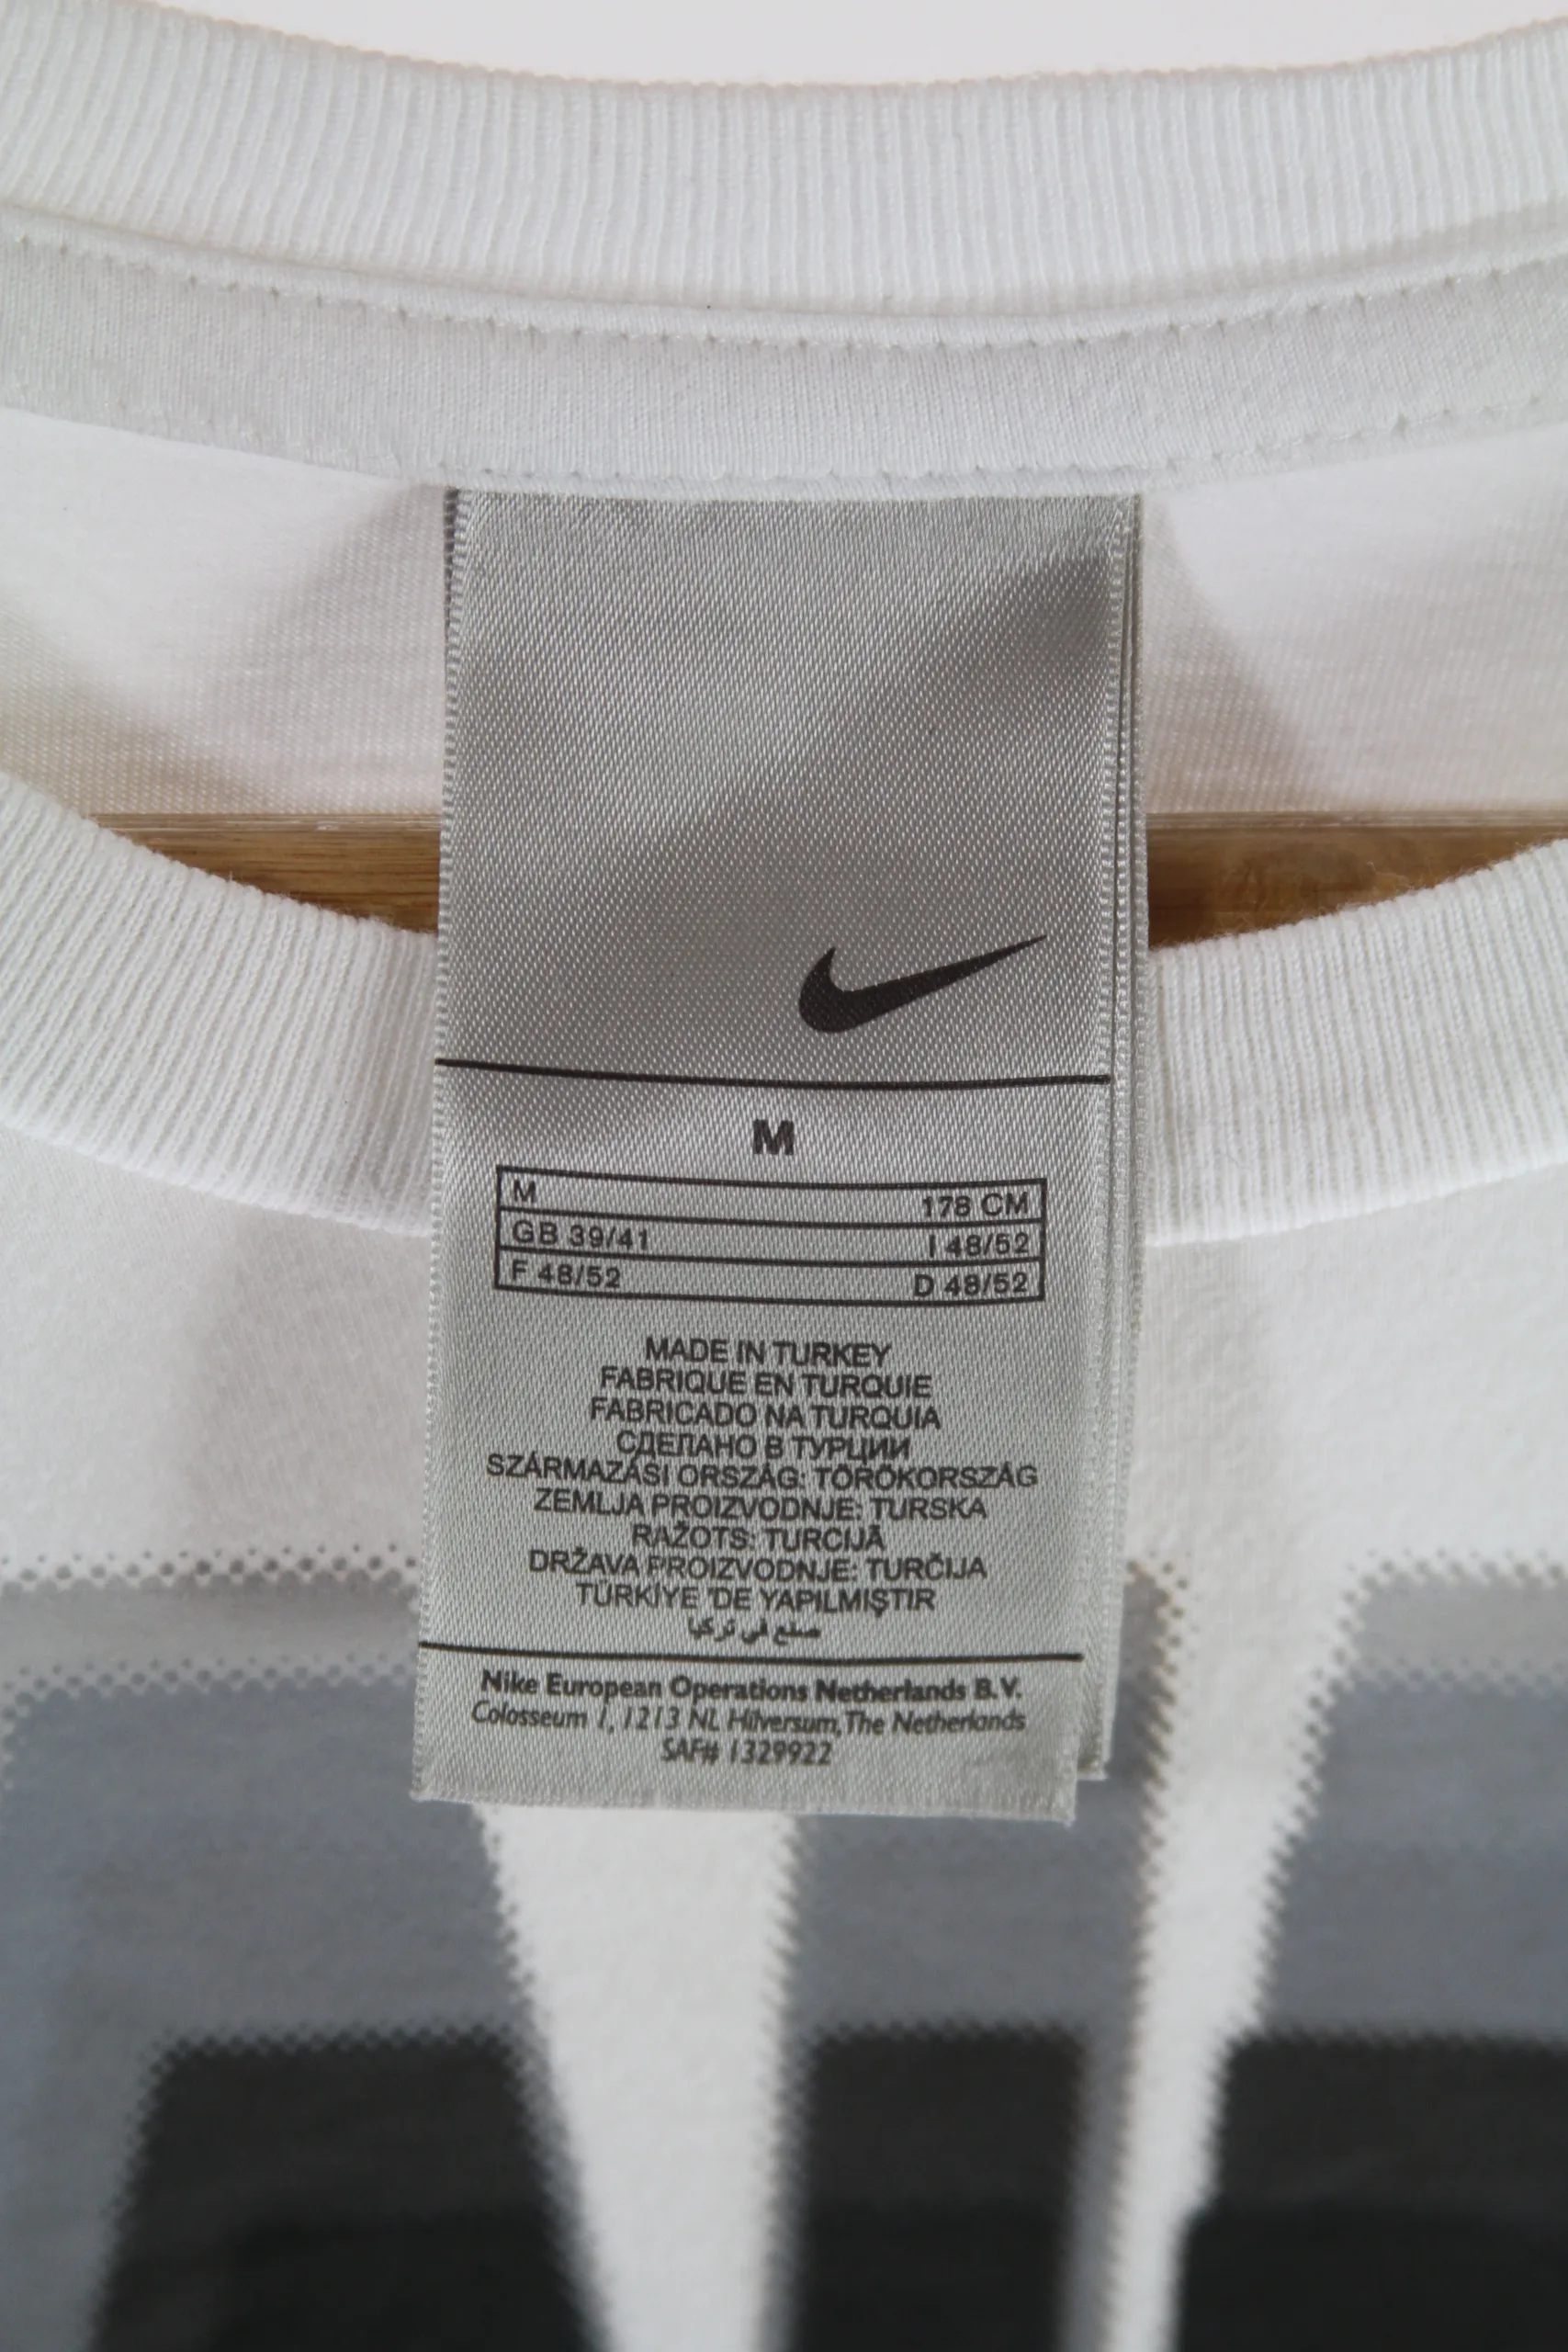 M
M 178 CM
GB 39/41 I 48/52
F 48/52 D 48/52
MADE IN TURKEY
FABRIQUE EN TURQUIE
FABRICADO NA TURQUIA
СДЕЛАНО В ТУРЦИИ
SZÁRMAZÁSI ORSZÁG: TÖRÖKORSZÁG
ZEMLJA PROIZVODNJE: TURSKA
RAŽOTS: TURCIJĀ
DRŽAVA PROIZVODNJE: TURČIJA
TÜRKİYE 'DE YAPILMIŞTIR
صنع في تركيا
Nike European Operations Netherlands B.V.
Colosseum 1, 1213 NL Hilversum, The Netherlands
SAF# 1329922